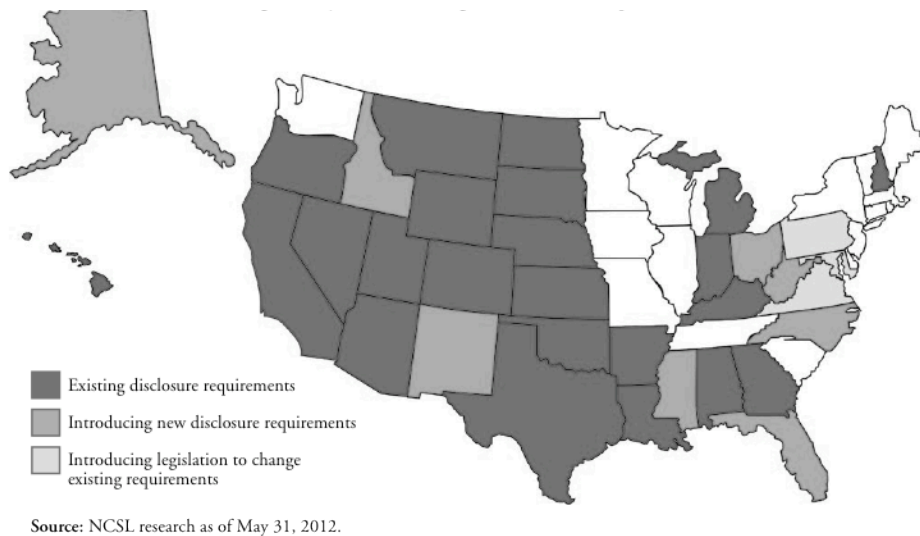 Existing disclosure requirements
Introducing new disclosure requirements
Introducing legislation to change
existing requirements
Source: NCSL research as of May 31, 2012.